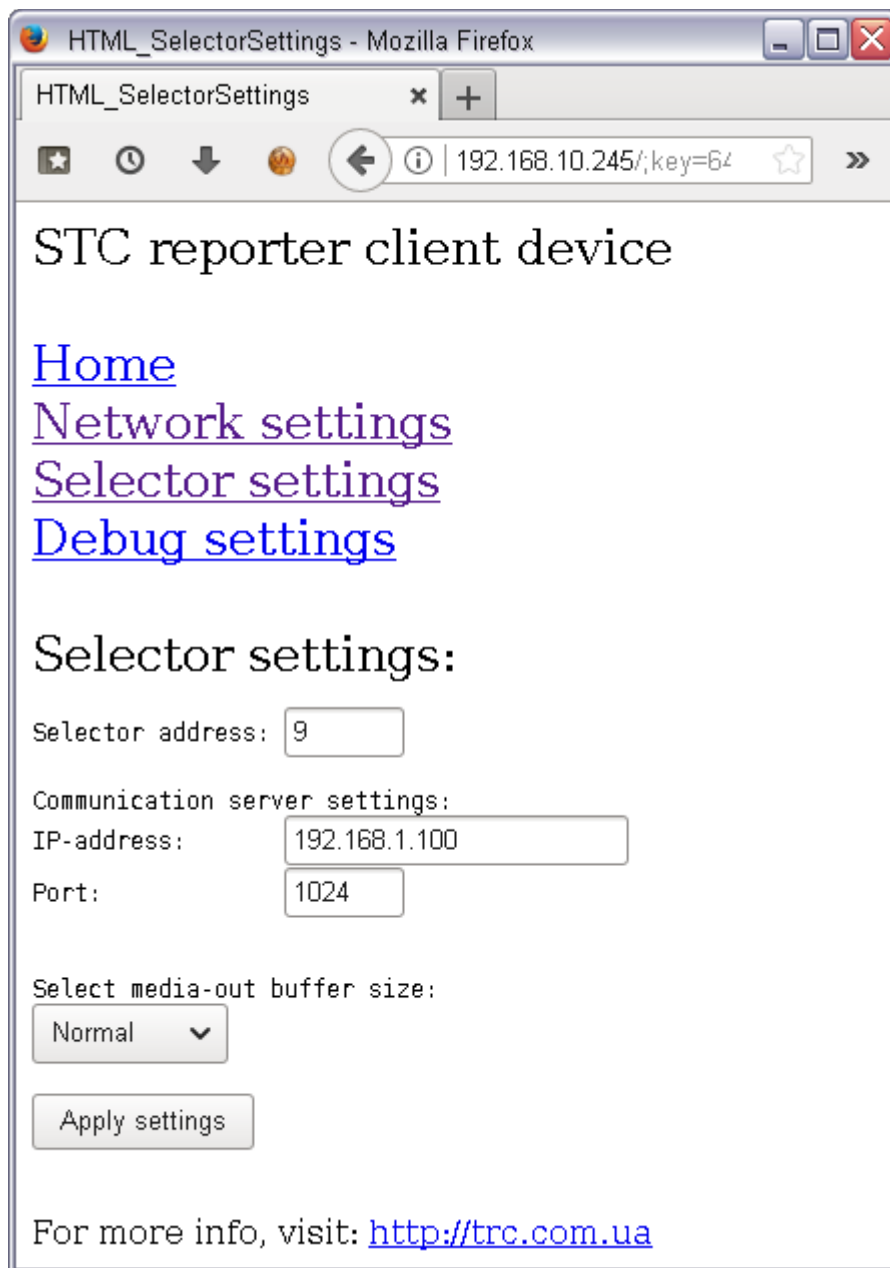 HTML_SelectorSettings - Mozilla Firefox
HTML_SelectorSettings
192.168.10.245/;key=64
STC reporter client device
Home
Network settings
Selector settings
Debug settings
Selector settings:
Selector address: 9
Communication server settings:
IP-address: 192.168.1.100
Port: 1024
Select media-out buffer size:
Normal
Apply settings
For more info, visit: http://trc.com.ua